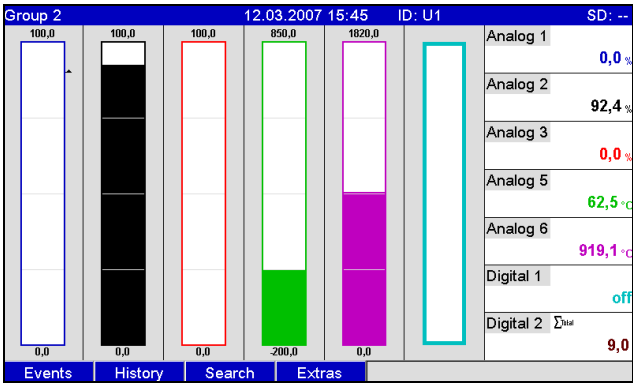 Group 2 12.03.2007 15:45 ID: U1 SD: --
100,0 100,0 100,0 850,0 1820,0
Analog 1
0,0 %
Analog 2
92,4 %
Analog 3
0,0 %
Analog 5
62,5 °C
Analog 6
919,1 °C
Digital 1
off
Digital 2 ΣTotal
9,0
0,0 0,0 0,0 -200,0 0,0
Events History Search Extras